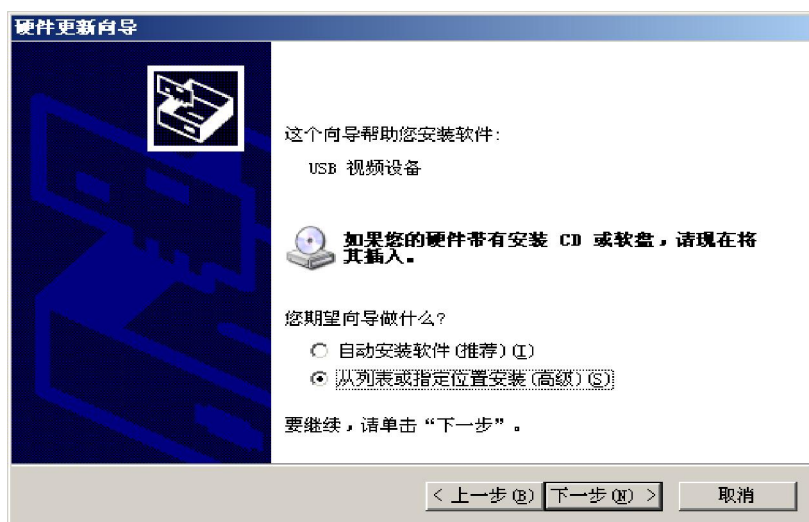 硬件更新向导
这个向导帮助您安装软件:
USB 视频设备
如果您的硬件带有安装 CD 或软盘，请现在将
其插入。
您期望向导做什么?
自动安装软件(推荐)(I)
从列表或指定位置安装(高级)(S)
要继续，请单击“下一步”。
< 上一步(B) 下一步(N) > 取消